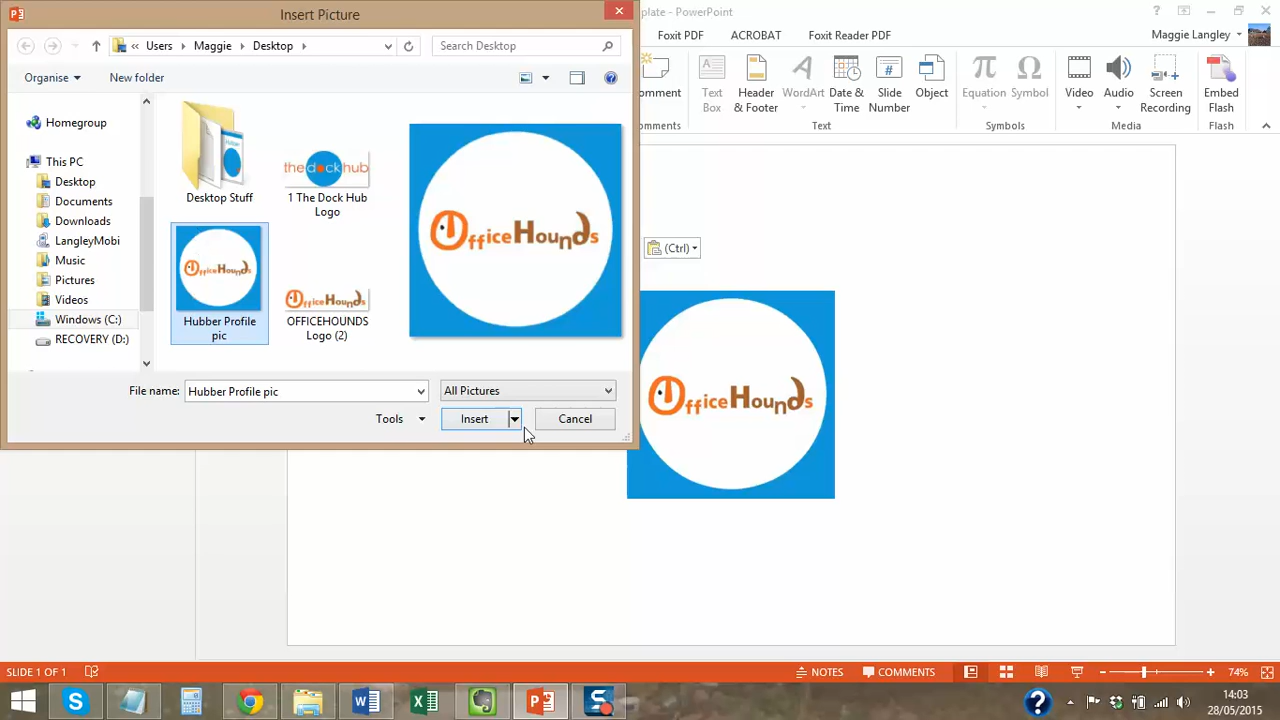 Insert Picture
plate - PowerPoint
Users
Maggie
Desktop
Search Desktop
Foxit PDF
ACROBAT
Foxit Reader PDF
Maggie Langley
Organise
New folder
omment
Text
Box
Header
& Footer
WordArt
Date &
Time
Slide
Number
Object
Equation
Symbol
Video
Audio
Screen
Recording
Embed
Flash
omments
Text
Symbols
Media
Flash
Homegroup
This PC
Desktop
Documents
Downloads
LangleyMobi
Music
Pictures
Videos
Windows (C:)
RECOVERY (D:)
Desktop Stuff
thedockhub
1 The Dock Hub
Logo
OfficeHounds
Hubber Profile
pic
OfficeHounds
OFFICEHOUNDS
Logo (2)
OfficeHounds
(Ctrl)
OfficeHounds
File name:
Hubber Profile pic
All Pictures
Tools
Insert
Cancel
SLIDE 1 OF 1
NOTES
COMMENTS
74%
14:03
28/05/2015